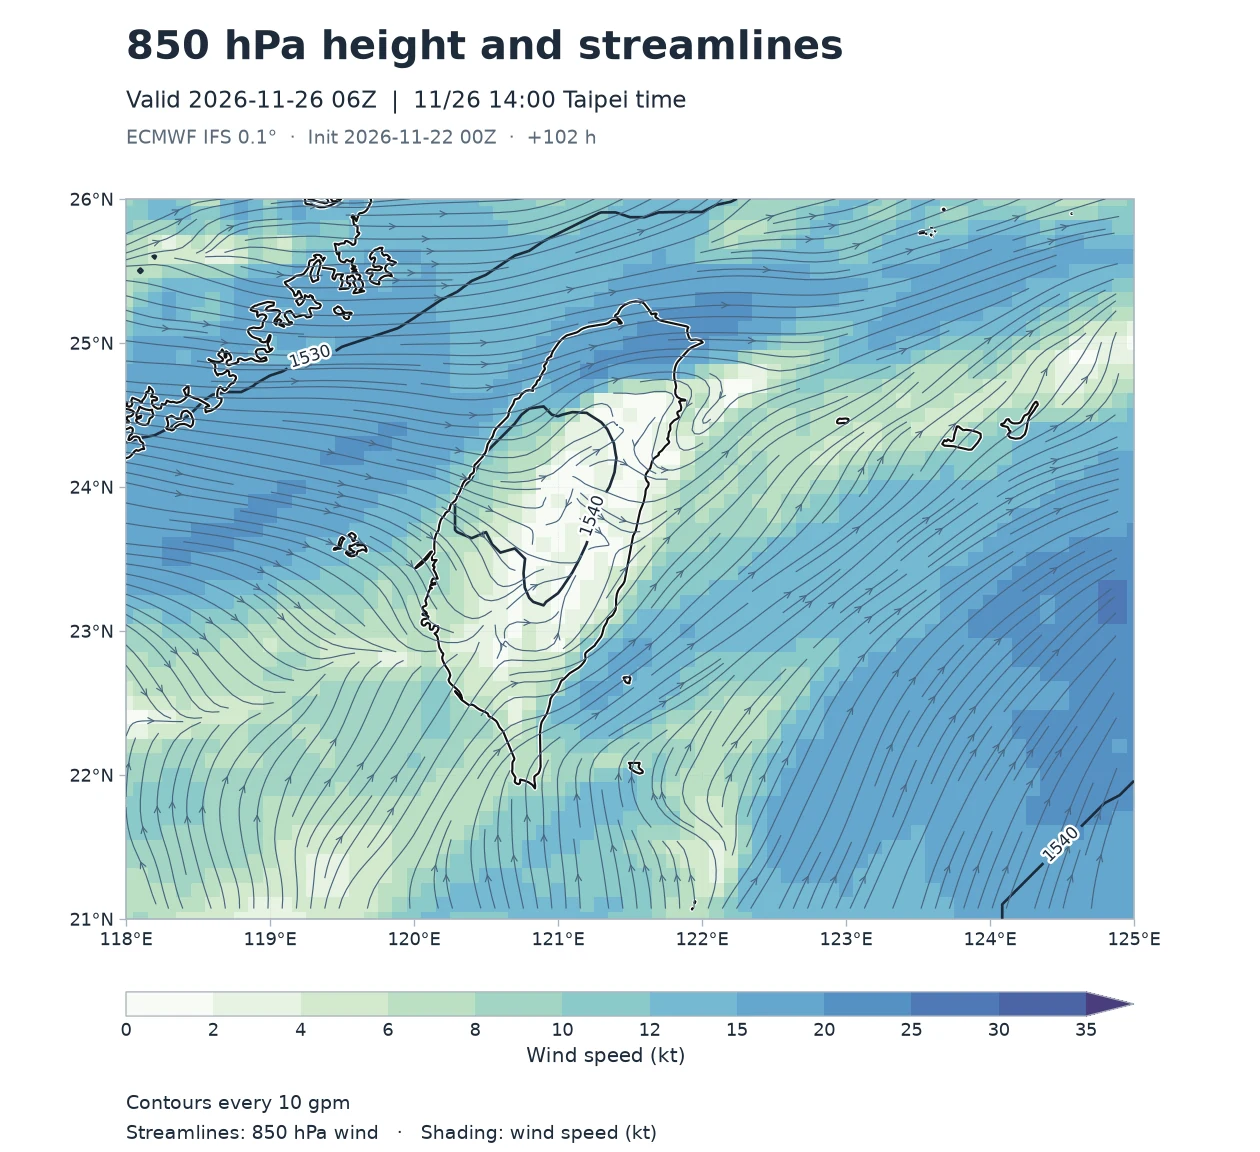 850 hPa height and streamlines
Valid 2026-11-26 06Z | 11/26 14:00 Taipei time
ECMWF IFS 0.1° · Init 2026-11-22 00Z · +102 h
26°N
25°N
24°N
23°N
22°N
21°N
1530
1540
1540
118°E 119°E 120°E 121°E 122°E 123°E 124°E 125°E
0 2 4 6 8 10 12 15 20 25 30 35
Wind speed (kt)
Contours every 10 gpm
Streamlines: 850 hPa wind · Shading: wind speed (kt)